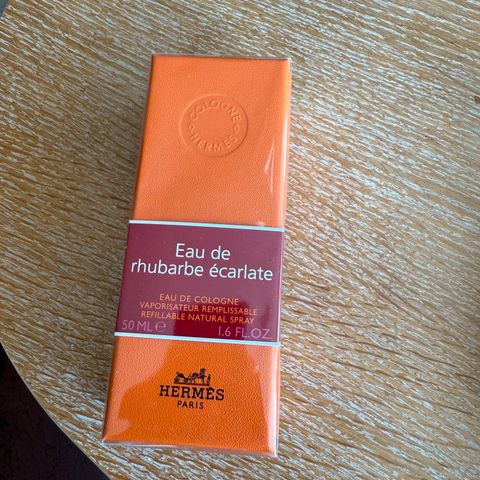 COLOGNE
HERMÈS
Eau de
rhubarbe écarlate
EAU DE COLOGNE
VAPORISATEUR REMPLISSABLE
REFILLABLE NATURAL SPRAY
50 ML ℮ 1.6 FL.OZ.
HERMÈS
PARIS